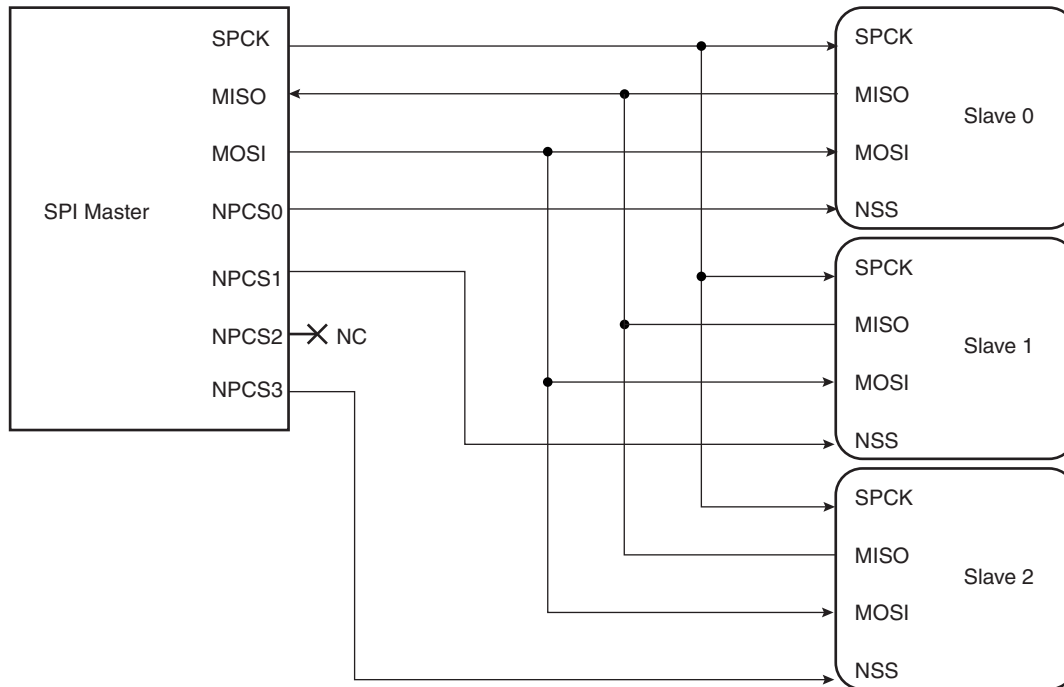 SPI Master
SPCK
MISO
MOSI
NPCS0
NPCS1
NPCS2
NC
NPCS3
SPCK
MISO
Slave 0
MOSI
NSS
SPCK
MISO
Slave 1
MOSI
NSS
SPCK
MISO
Slave 2
MOSI
NSS